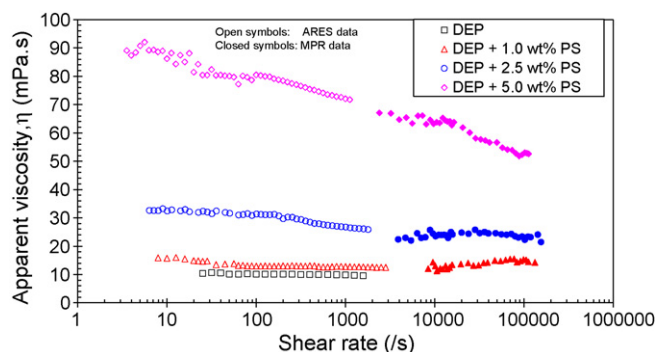 Open symbols: ARES data
Closed symbols: MPR data
DEP
DEP + 1.0 wt% PS
DEP + 2.5 wt% PS
DEP + 5.0 wt% PS
Apparent viscosity,η (mPa.s)
100
90
80
70
60
50
40
30
20
10
0
1 10 100 1000 10000 100000 1000000
Shear rate (/s)